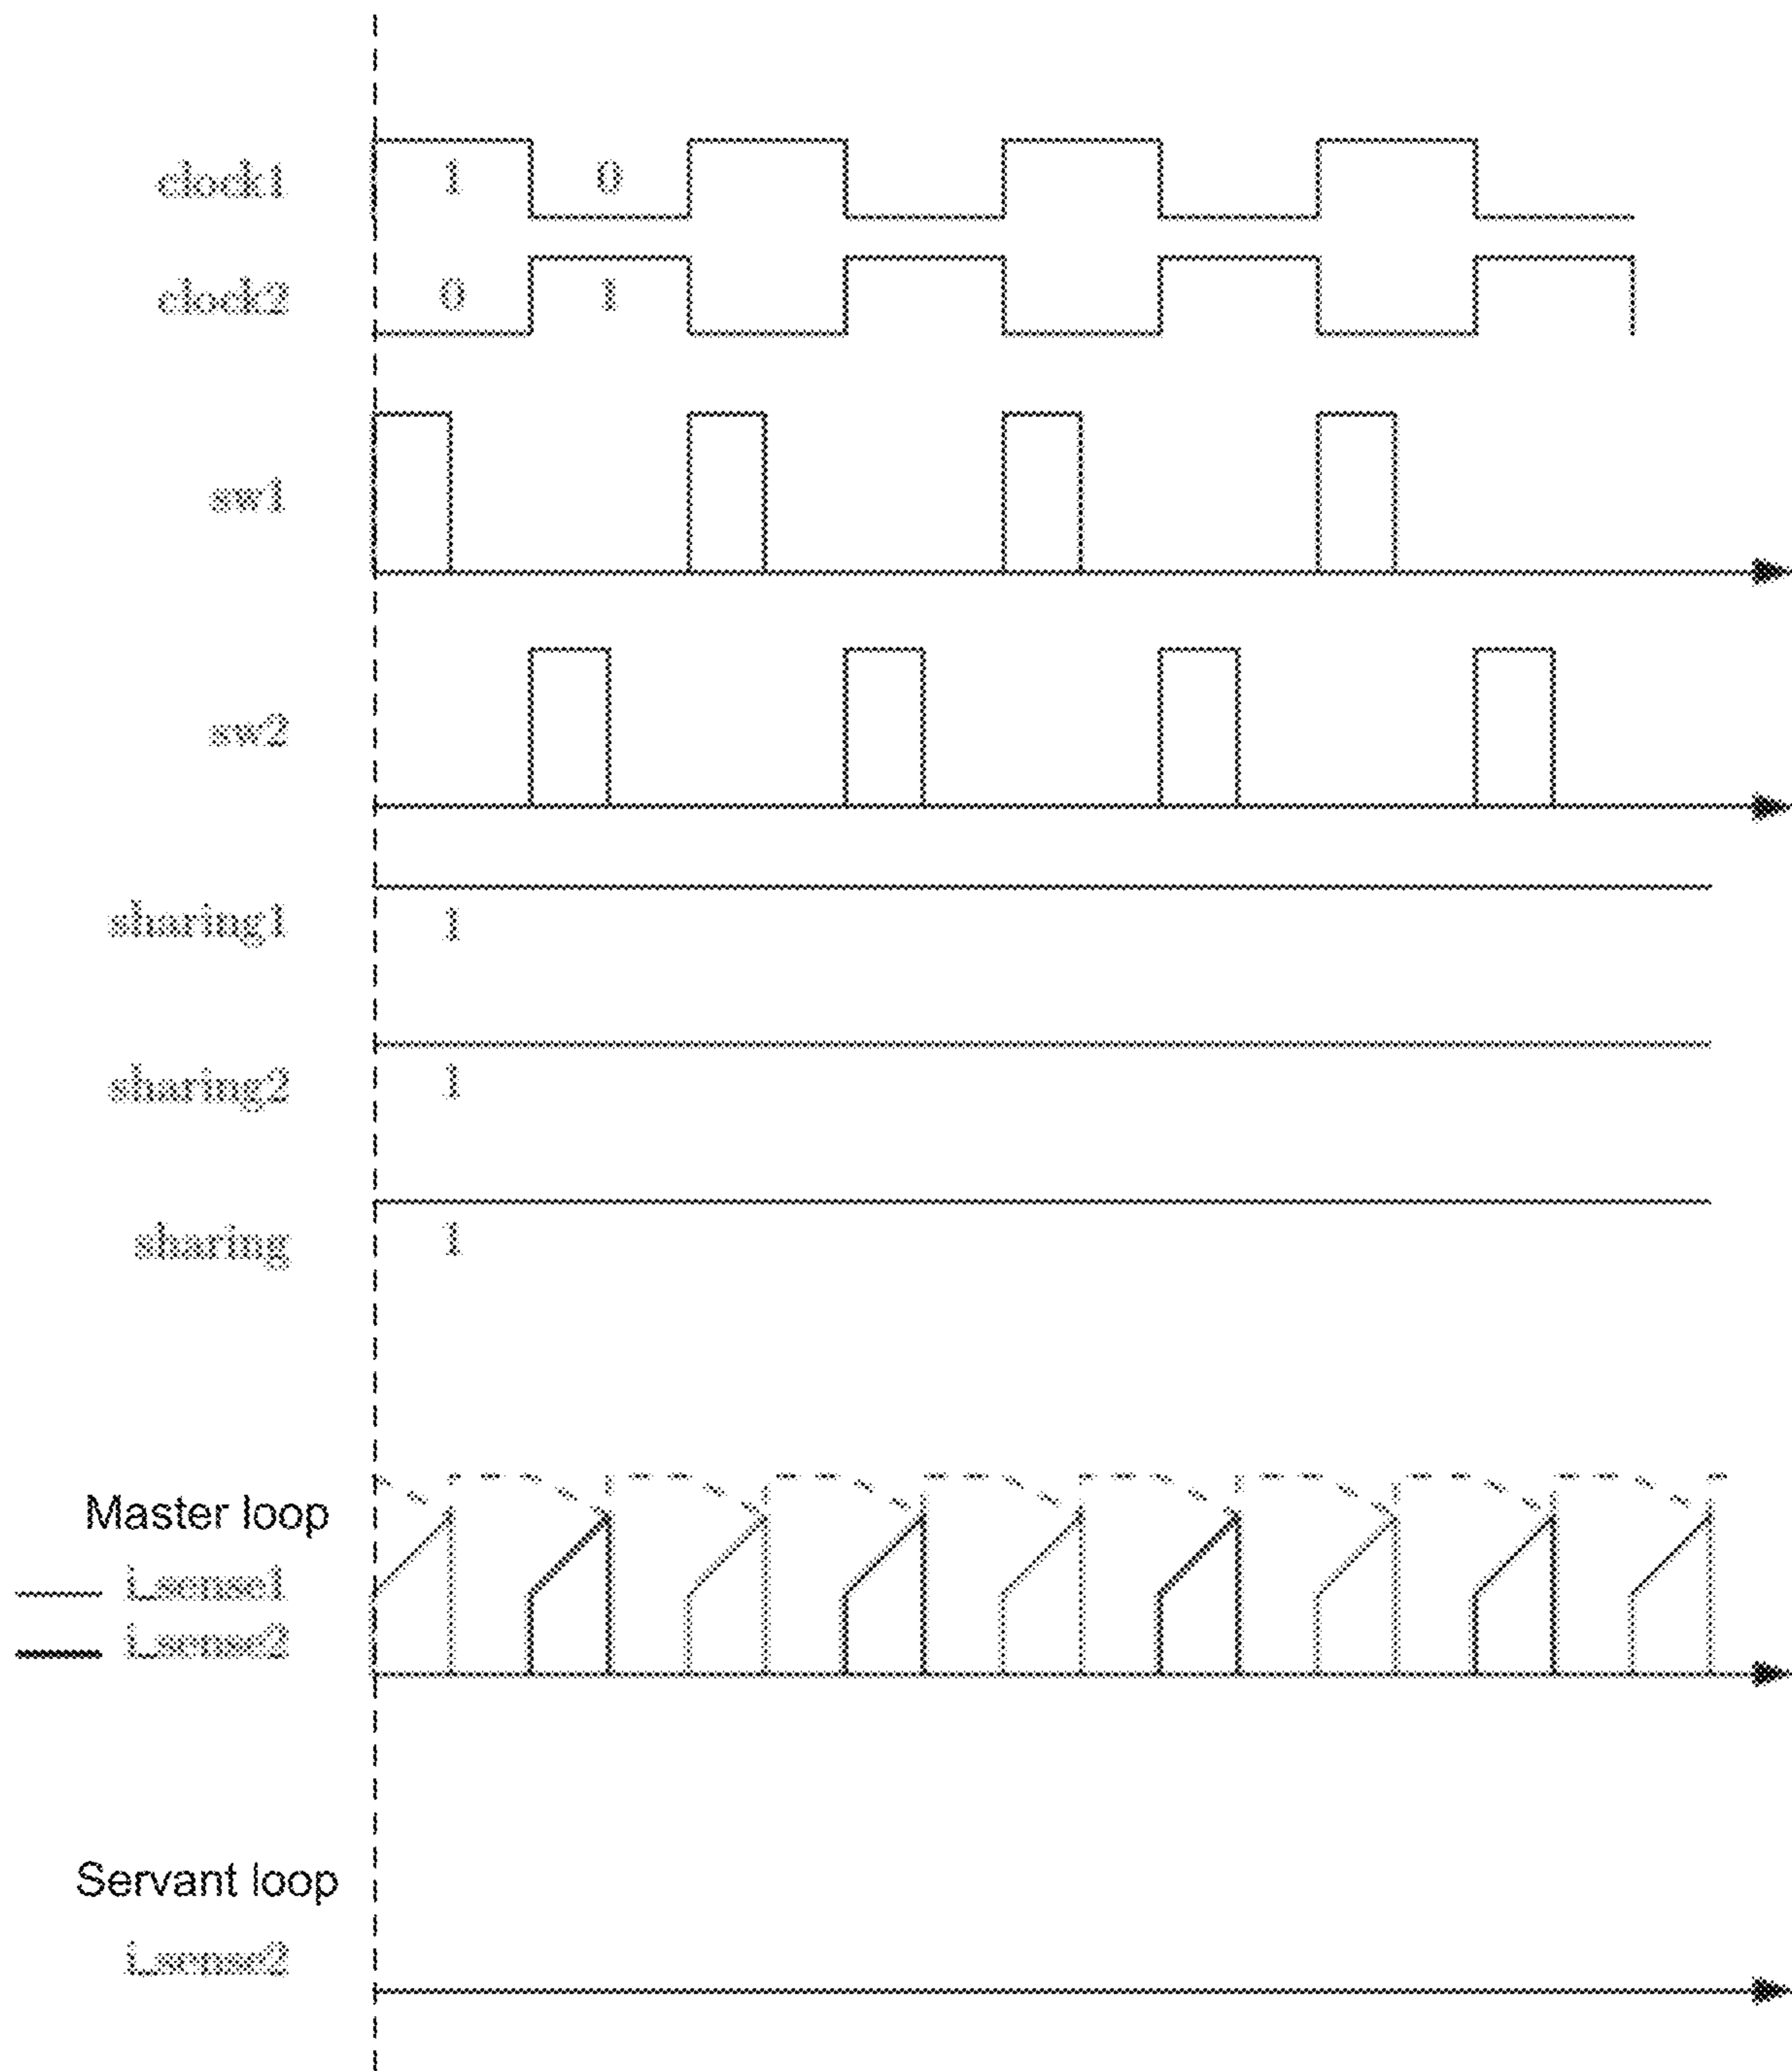 clock1 1 0
clock2 0 1
sw1
sw2
sharing1 1
sharing2 1
sharing 1
Master loop
i_sense1
i_sense2
Servant loop
i_sense2